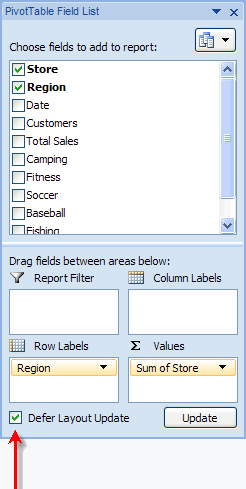 PivotTable Field List
Choose fields to add to report:
Store
Region
Date
Customers
Total Sales
Camping
Fitness
Soccer
Baseball
Fishing
Drag fields between areas below:
Report Filter
Column Labels
Row Labels
Σ Values
Region
Sum of Store
Defer Layout Update
Update